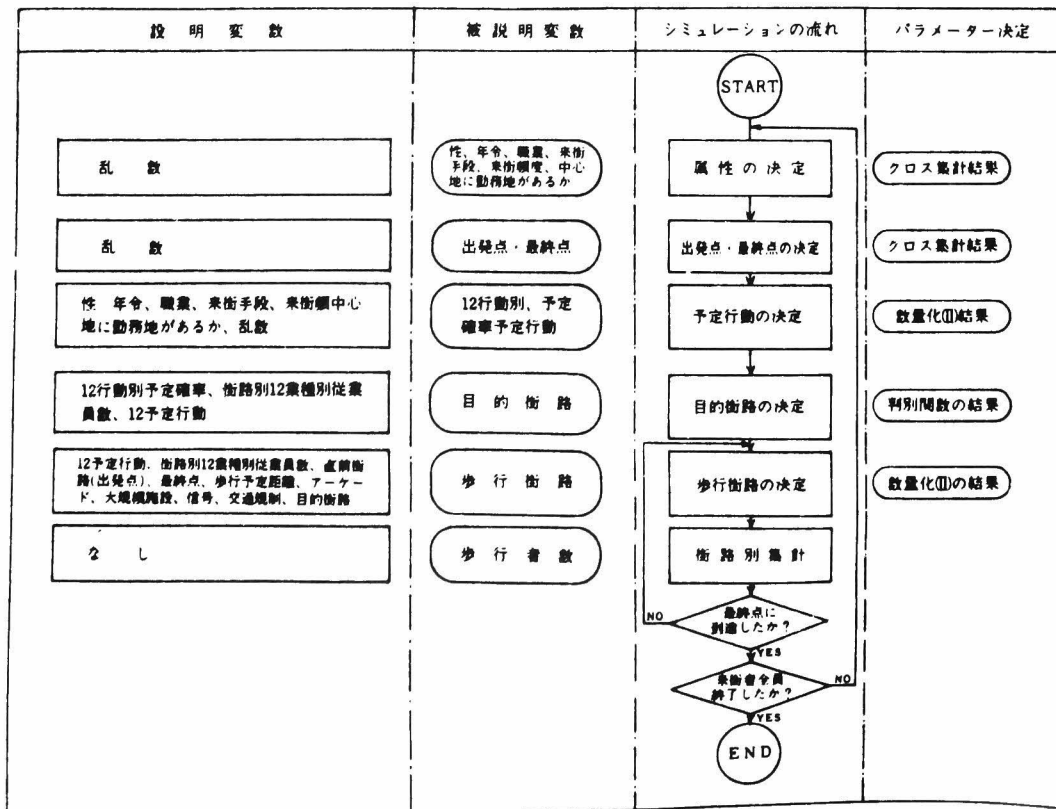 説明変数
被説明変数
シミュレーションの流れ
パラメーター決定
START
乱数
性、年令、職業、来街
手段、来街頻度、中心
地に勤務地があるか
属性の決定
クロス集計結果
乱数
出発点・最終点
出発点・最終点の決定
クロス集計結果
性 年令、職業、来街手段、来街頻中心
地に勤務地があるか、乱数
12行動別、予定
確率予定行動
予定行動の決定
数量化(II)結果
12行動別予定確率、街路別12業種別従業
員数、12予定行動
目的街路
目的街路の決定
判別関数の結果
12予定行動、街路別12業種別従業員数、直前街
路(出発点)、最終点、歩行予定距離、アーケー
ド、大規模施設、信号、交通規制、目的街路
歩行街路
歩行街路の決定
数量化(II)の結果
なし
歩行者数
街路別集計
最終点に
到達したか?
NO
YES
来街者全員
終了したか?
NO
YES
END